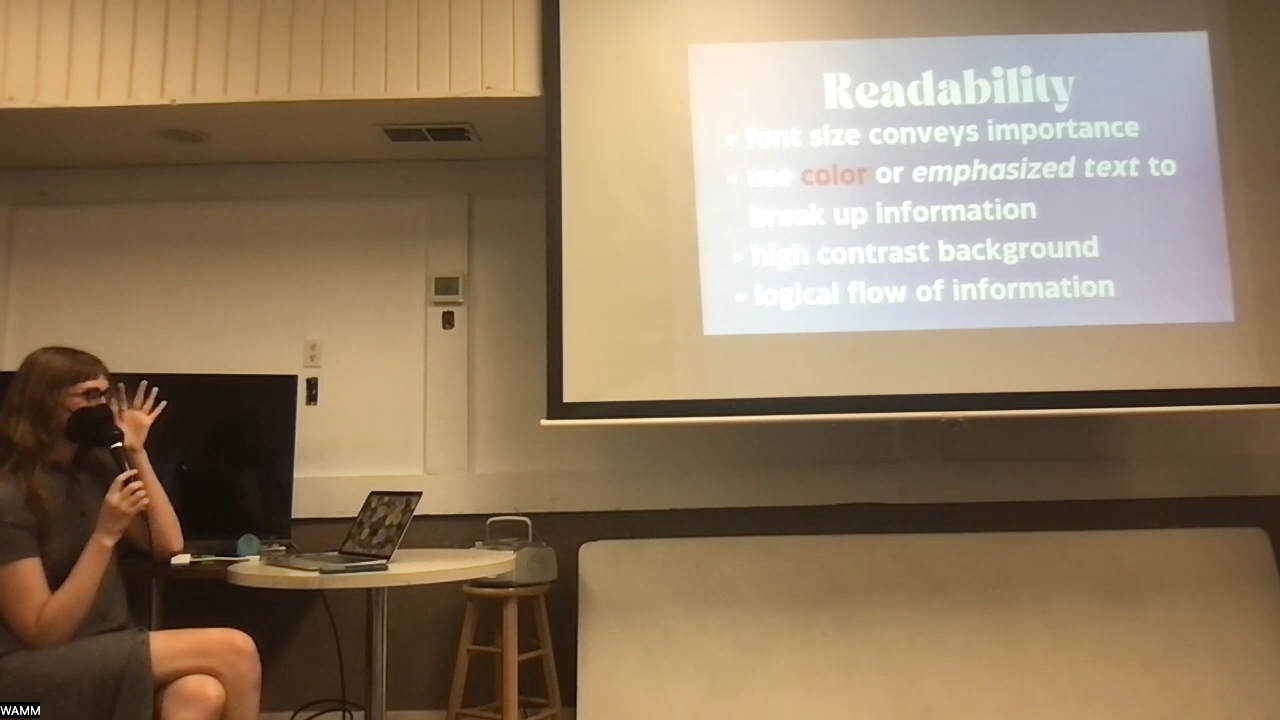 Readability
• font size conveys importance
• use color or emphasized text to
break up information
• high contrast background
• logical flow of information
WAMM